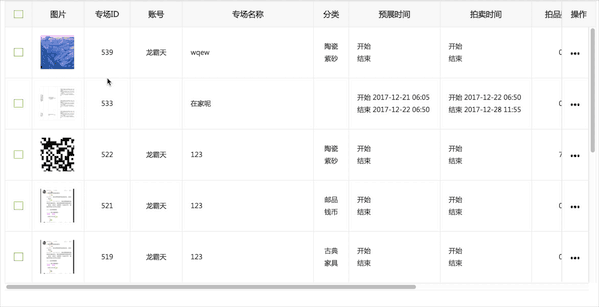 图片 专场ID 账号 专场名称 分类 预展时间 拍卖时间 拍品 操作
539 龙霸天 wqew 陶瓷 开始 开始
紫砂 结束 结束
533 在家呢 开始 2017-12-21 06:05 开始 2017-12-22 06:50
结束 2017-12-22 06:50 结束 2017-12-28 11:55
522 龙霸天 123 陶瓷 开始 开始 7
紫砂 结束 结束
521 龙霸天 123 邮品 开始 开始
钱币 结束 结束
519 龙霸天 123 古典 开始 开始
家具 结束 结束